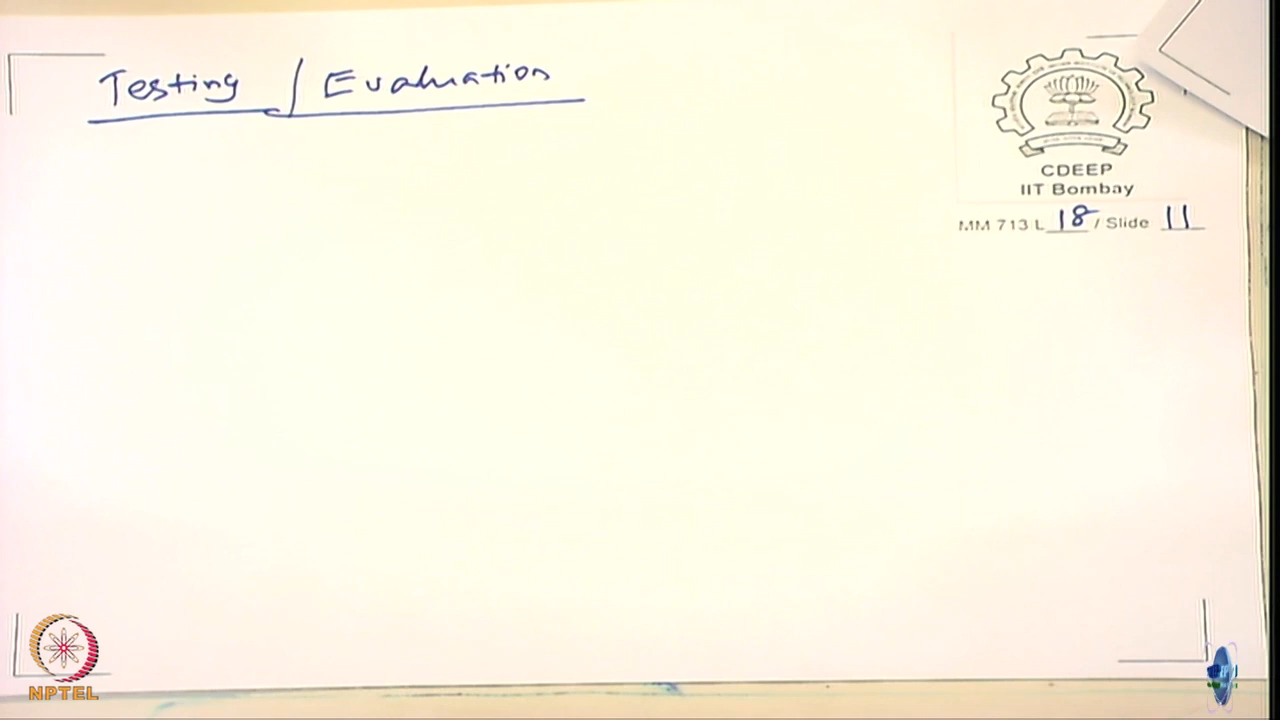 Testing / Evaluation
CDEEP
IIT Bombay
MM 713 L 18 / Slide 11
NPTEL